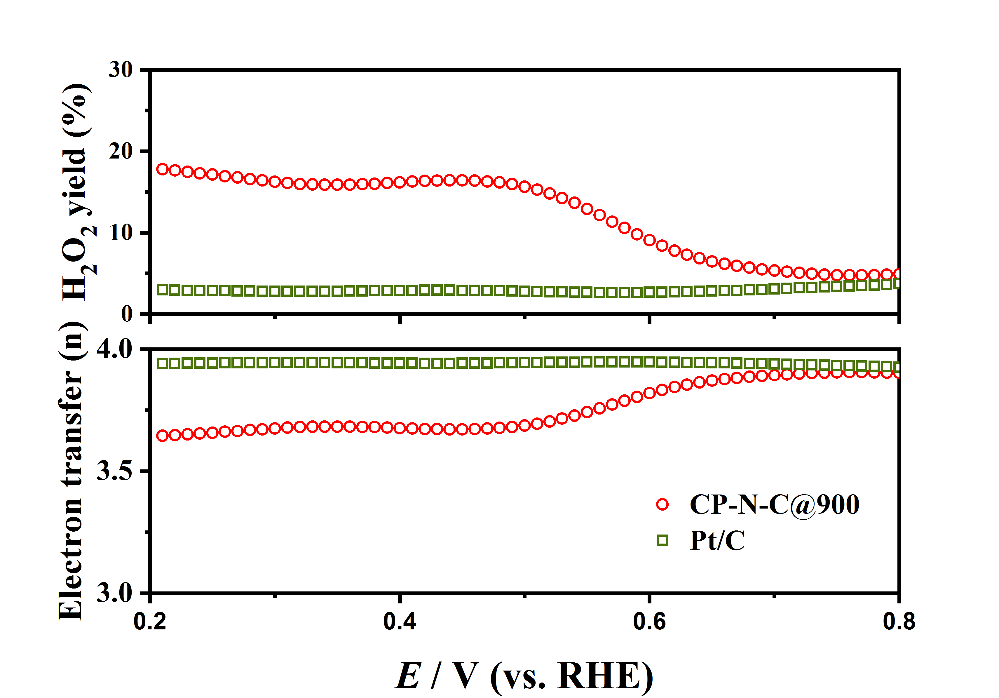 H2O2 yield (%)
30
20
10
0
Electron transfer (n)
4.0
3.5
3.0
CP-N-C@900
Pt/C
0.2 0.4 0.6 0.8
E / V (vs. RHE)